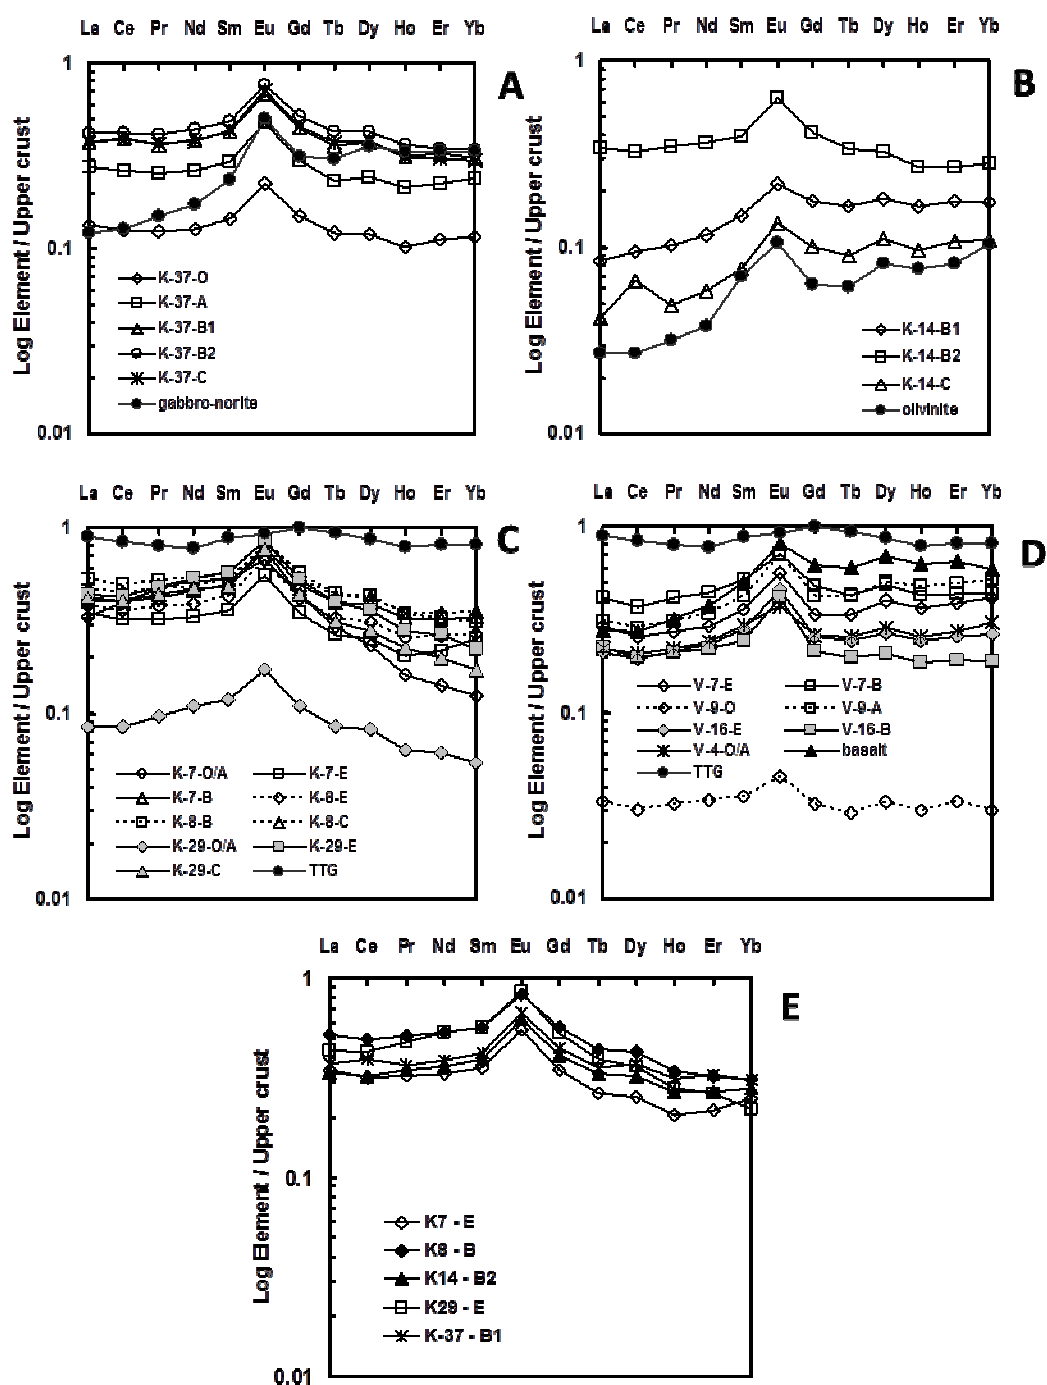 La Ce Pr Nd Sm Eu Gd Tb Dy Ho Er Yb
A
1
0.1
0.01
Log Element / Upper crust
K-37-O
K-37-A
K-37-B1
K-37-B2
K-37-C
gabbro-norite
La Ce Pr Nd Sm Eu Gd Tb Dy Ho Er Yb
B
1
0.1
0.01
Log Element / Upper crust
K-14-B1
K-14-B2
K-14-C
olivinite
La Ce Pr Nd Sm Eu Gd Tb Dy Ho Er Yb
C
1
0.1
0.01
Log Element / Upper crust
K-7-O/A K-7-E
K-7-B K-8-E
K-8-B K-8-C
K-29-O/A K-29-E
K-29-C TTG
La Ce Pr Nd Sm Eu Gd Tb Dy Ho Er Yb
D
1
0.1
0.01
Log Element / Upper crust
V-7-E V-7-B
V-9-O V-9-A
V-16-E V-16-B
V-4-O/A basalt
TTG
La Ce Pr Nd Sm Eu Gd Tb Dy Ho Er Yb
E
1
0.1
0.01
Log Element / Upper crust
K7 - E
K8 - B
K14 - B2
K29 - E
K-37 - B1